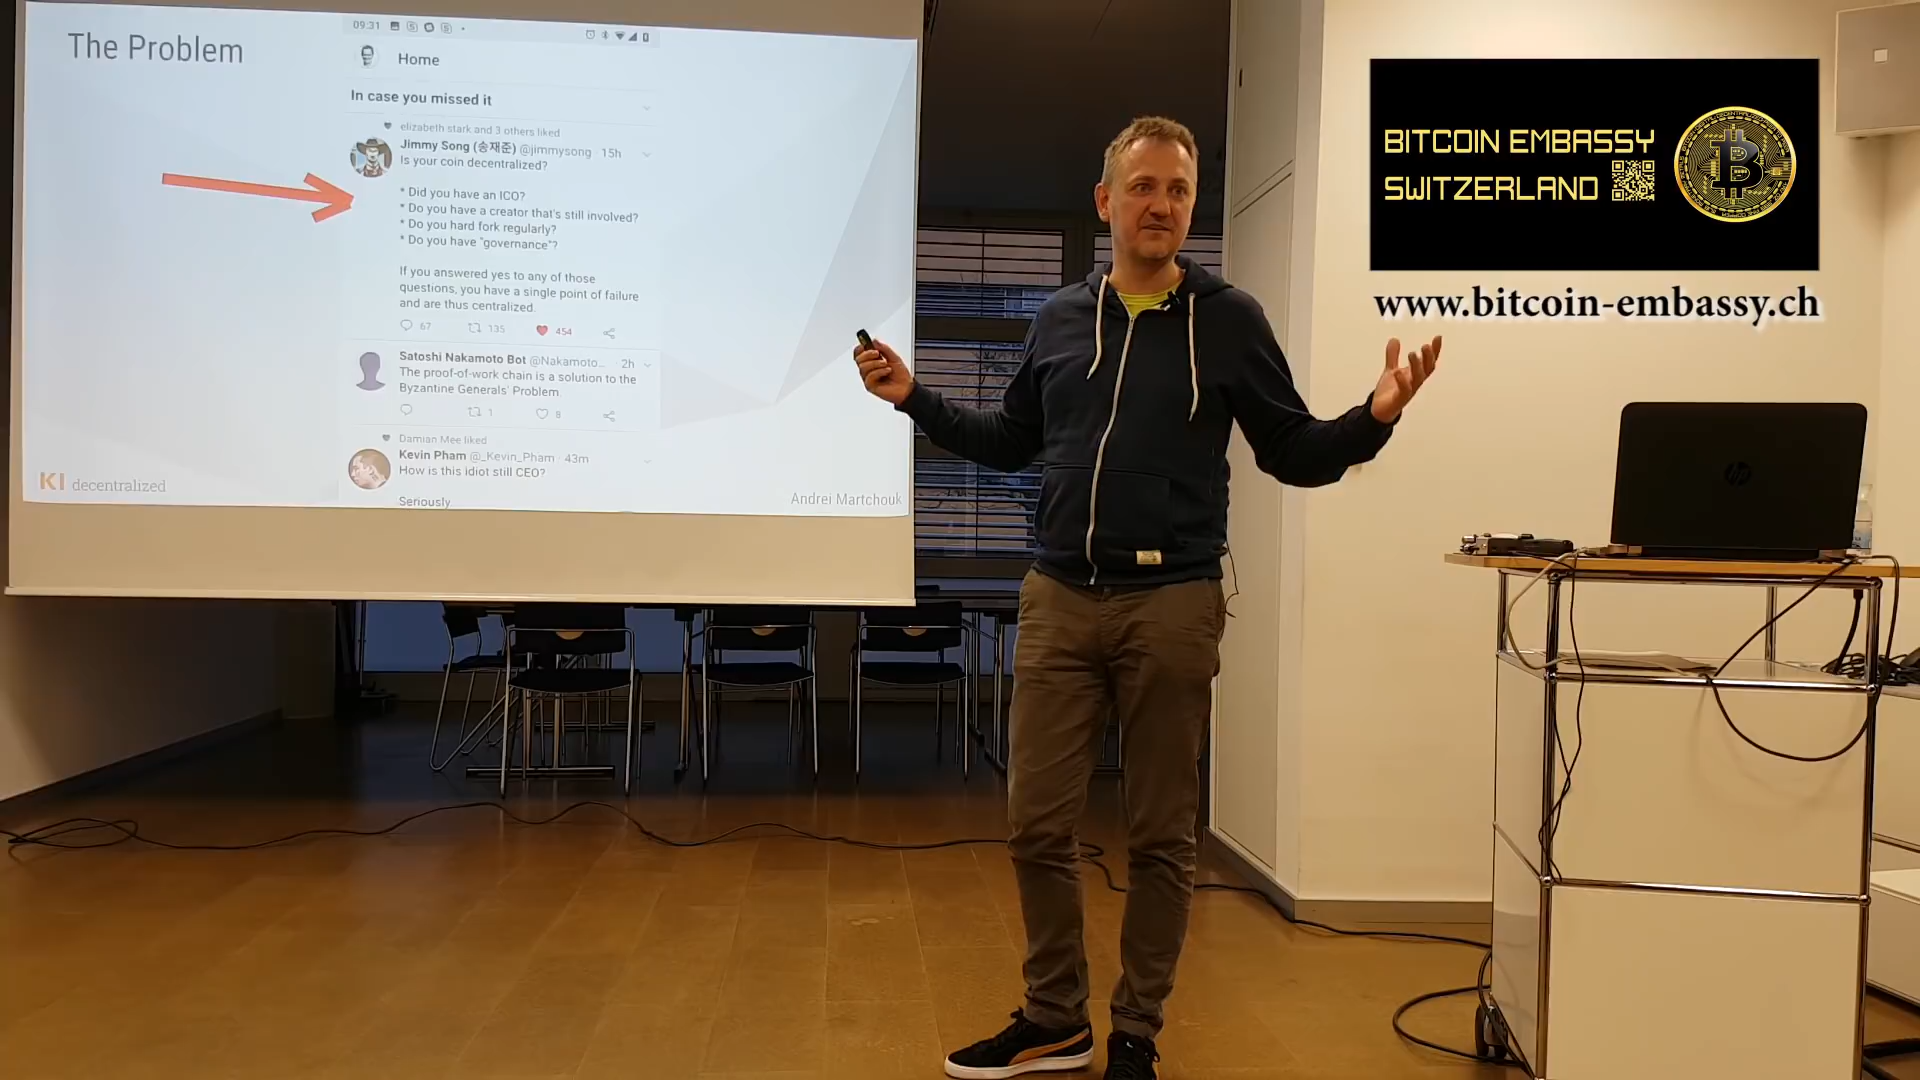 The Problem
09:31
Home
In case you missed it
elizabeth stark and 3 others liked
Jimmy Song (송재준) @jimmysong · 15h
Is your coin decentralized?
* Did you have an ICO?
* Do you have a creator that's still involved?
* Do you hard fork regularly?
* Do you have "governance"?
If you answered yes to any of those
questions, you have a single point of failure
and are thus centralized.
67 135 454
Satoshi Nakamoto Bot @Nakamoto... · 2h
The proof-of-work chain is a solution to the
Byzantine Generals' Problem.
1 8
Damian Mee liked
Kevin Pham @_Kevin_Pham · 43m
How is this idiot still CEO?
Seriously
KI decentralized
Andrei Martchouk
BITCOIN EMBASSY
SWITZERLAND
www.bitcoin-embassy.ch
hp